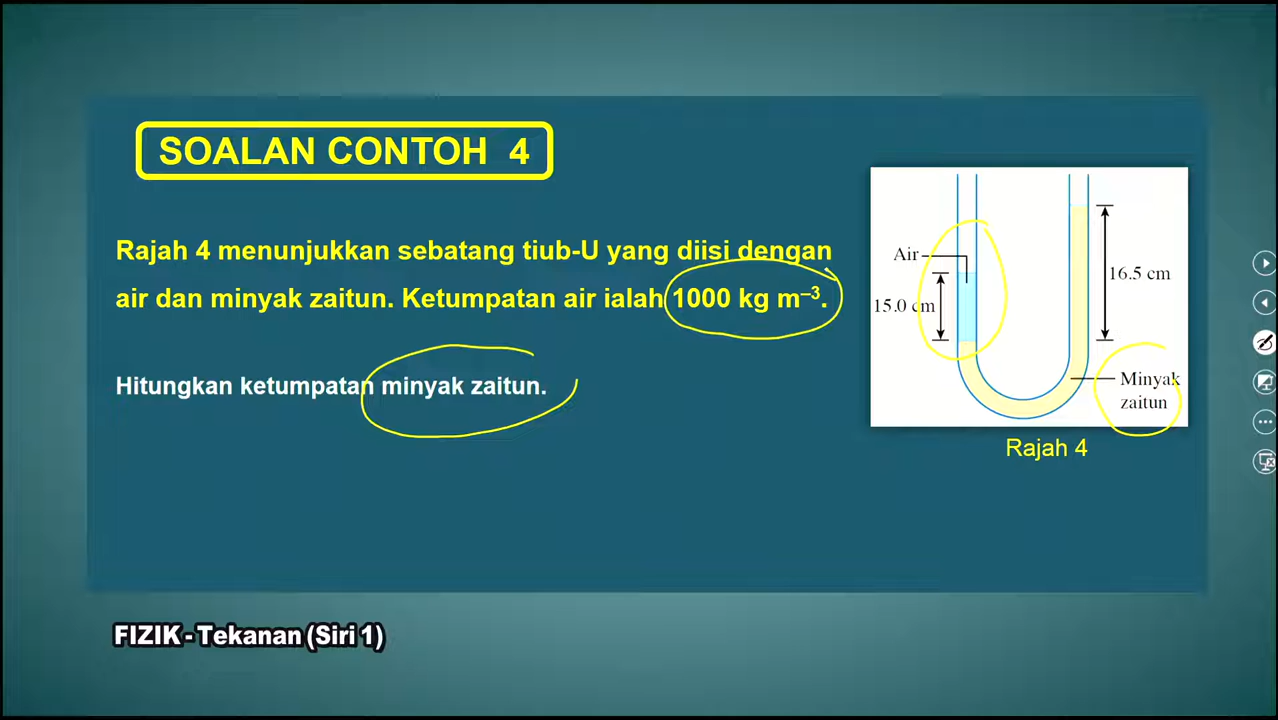 SOALAN CONTOH 4
Rajah 4 menunjukkan sebatang tiub-U yang diisi dengan
air dan minyak zaitun. Ketumpatan air ialah 1000 kg m⁻³.
Hitungkan ketumpatan minyak zaitun.
Air
15.0 cm
16.5 cm
Minyak
zaitun
Rajah 4
FIZIK - Tekanan (Siri 1)